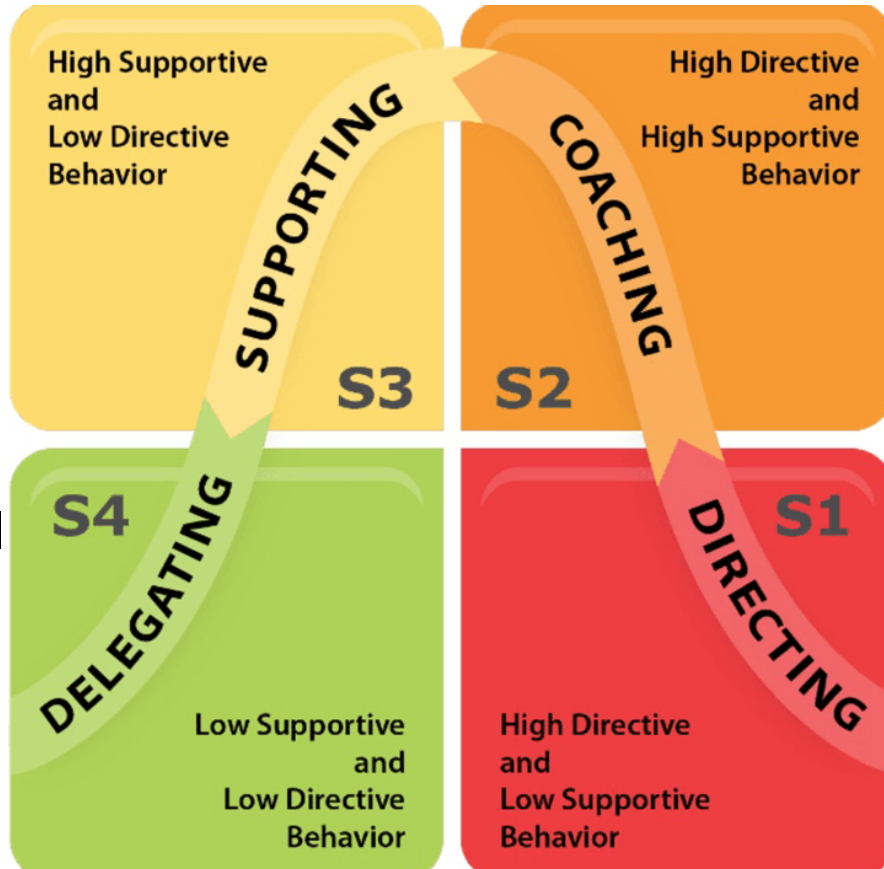 High Supportive
and
Low Directive
Behavior
SUPPORTING
S3
High Directive
and
High Supportive
Behavior
COACHING
S2
S4
DELEGATING
Low Supportive
and
Low Directive
Behavior
S1
DIRECTING
High Directive
and
Low Supportive
Behavior